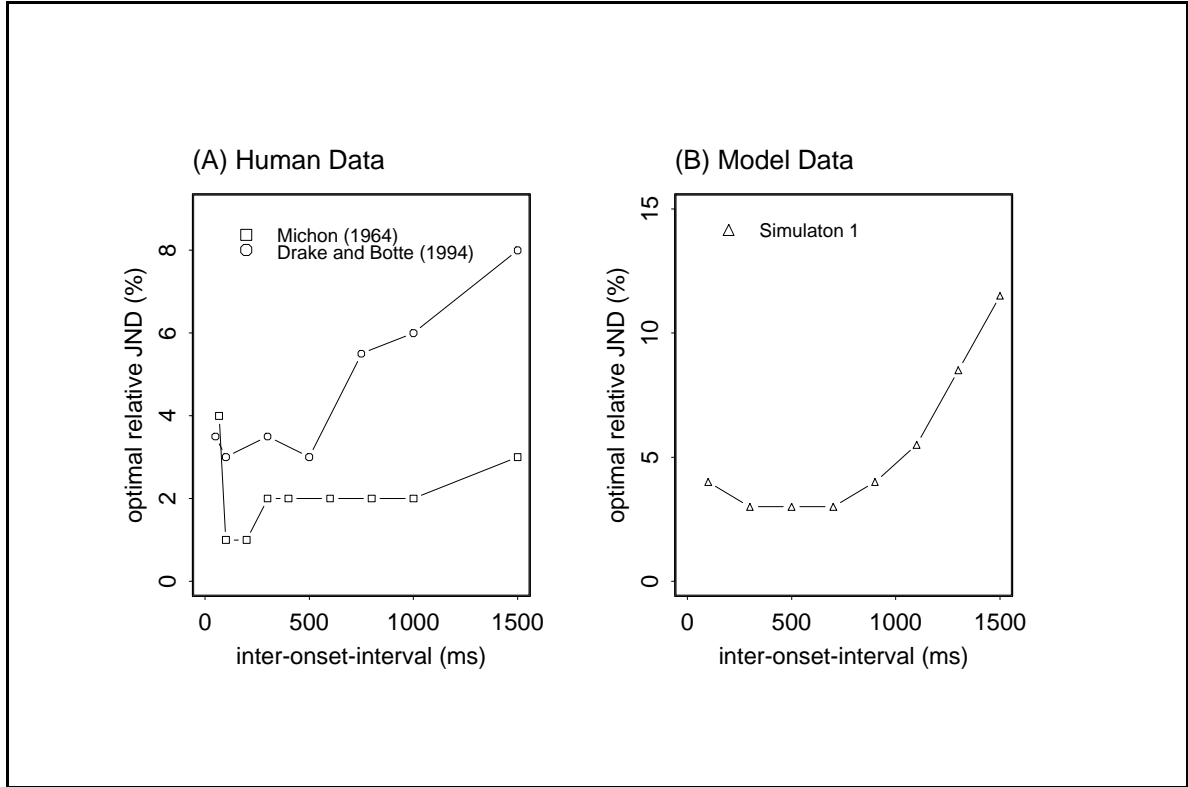 (A) Human Data
Michon (1964)
Drake and Botte (1994)
optimal relative JND (%)
8
6
4
2
0
0 500 1000 1500
inter-onset-interval (ms)
(B) Model Data
Simulaton 1
optimal relative JND (%)
15
10
5
0
0 500 1000 1500
inter-onset-interval (ms)